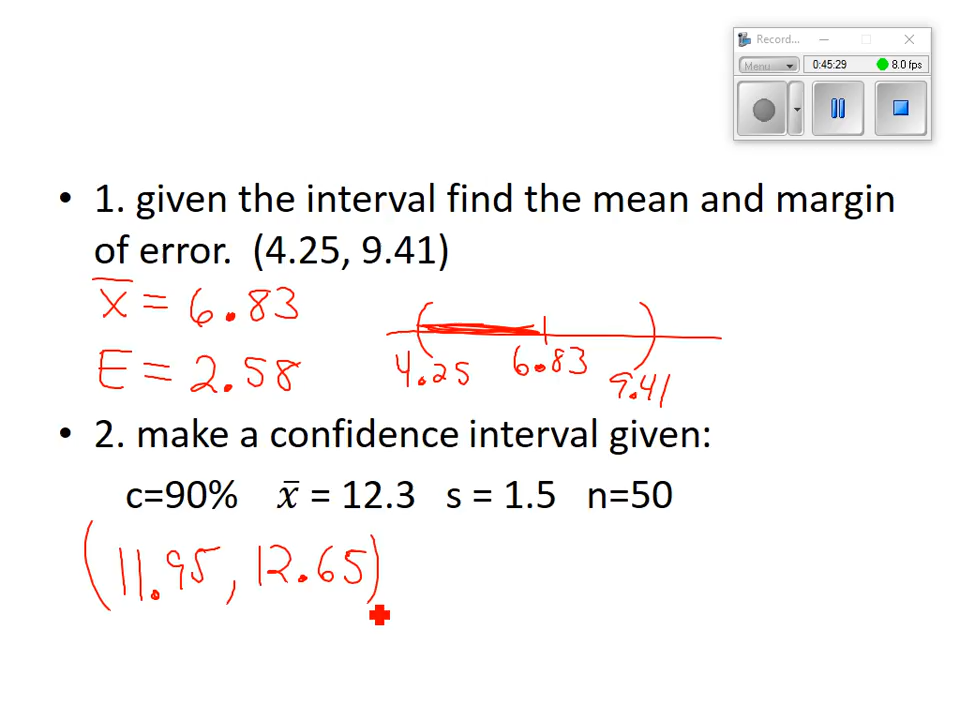 Record...
Menu
0:45:29
8.0 fps
• 1. given the interval find the mean and margin
of error. (4.25, 9.41)
x̅ = 6.83
E = 2.58
4.25 6.83 9.41
• 2. make a confidence interval given:
c=90% x̅ = 12.3 s = 1.5 n=50
(11.95, 12.65)